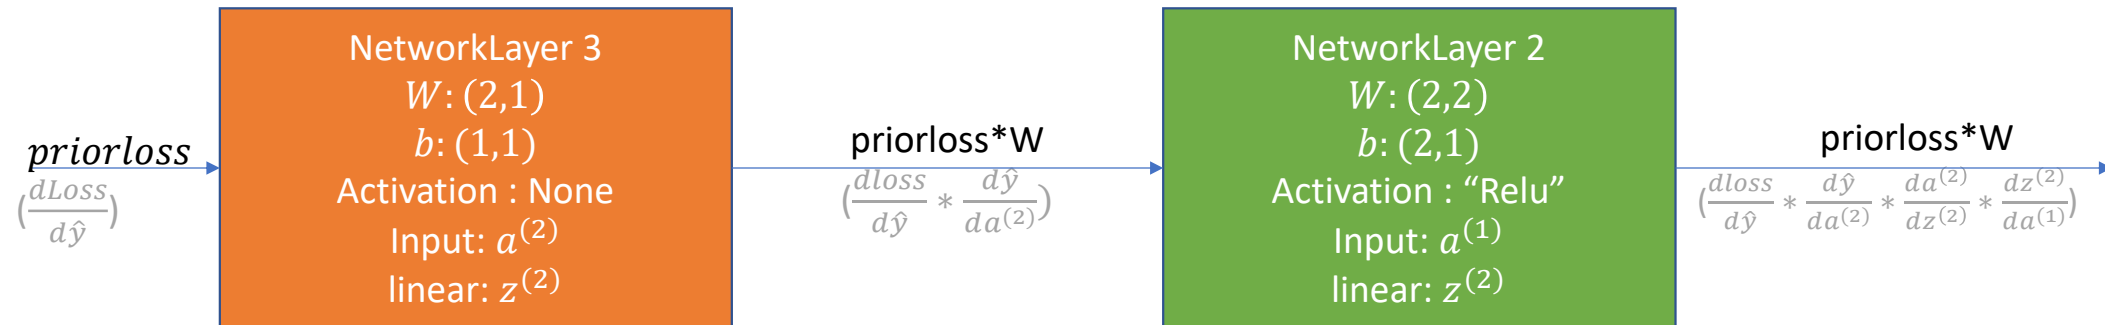 priorloss
(dLoss/dŷ)
NetworkLayer 3
W: (2,1)
b: (1,1)
Activation : None
Input: a^(2)
linear: z^(2)
priorloss*W
(dloss/dŷ * dŷ/da^(2))
NetworkLayer 2
W: (2,2)
b: (2,1)
Activation : “Relu”
Input: a^(1)
linear: z^(2)
priorloss*W
(dloss/dŷ * dŷ/da^(2) * da^(2)/dz^(2) * dz^(2)/da^(1))